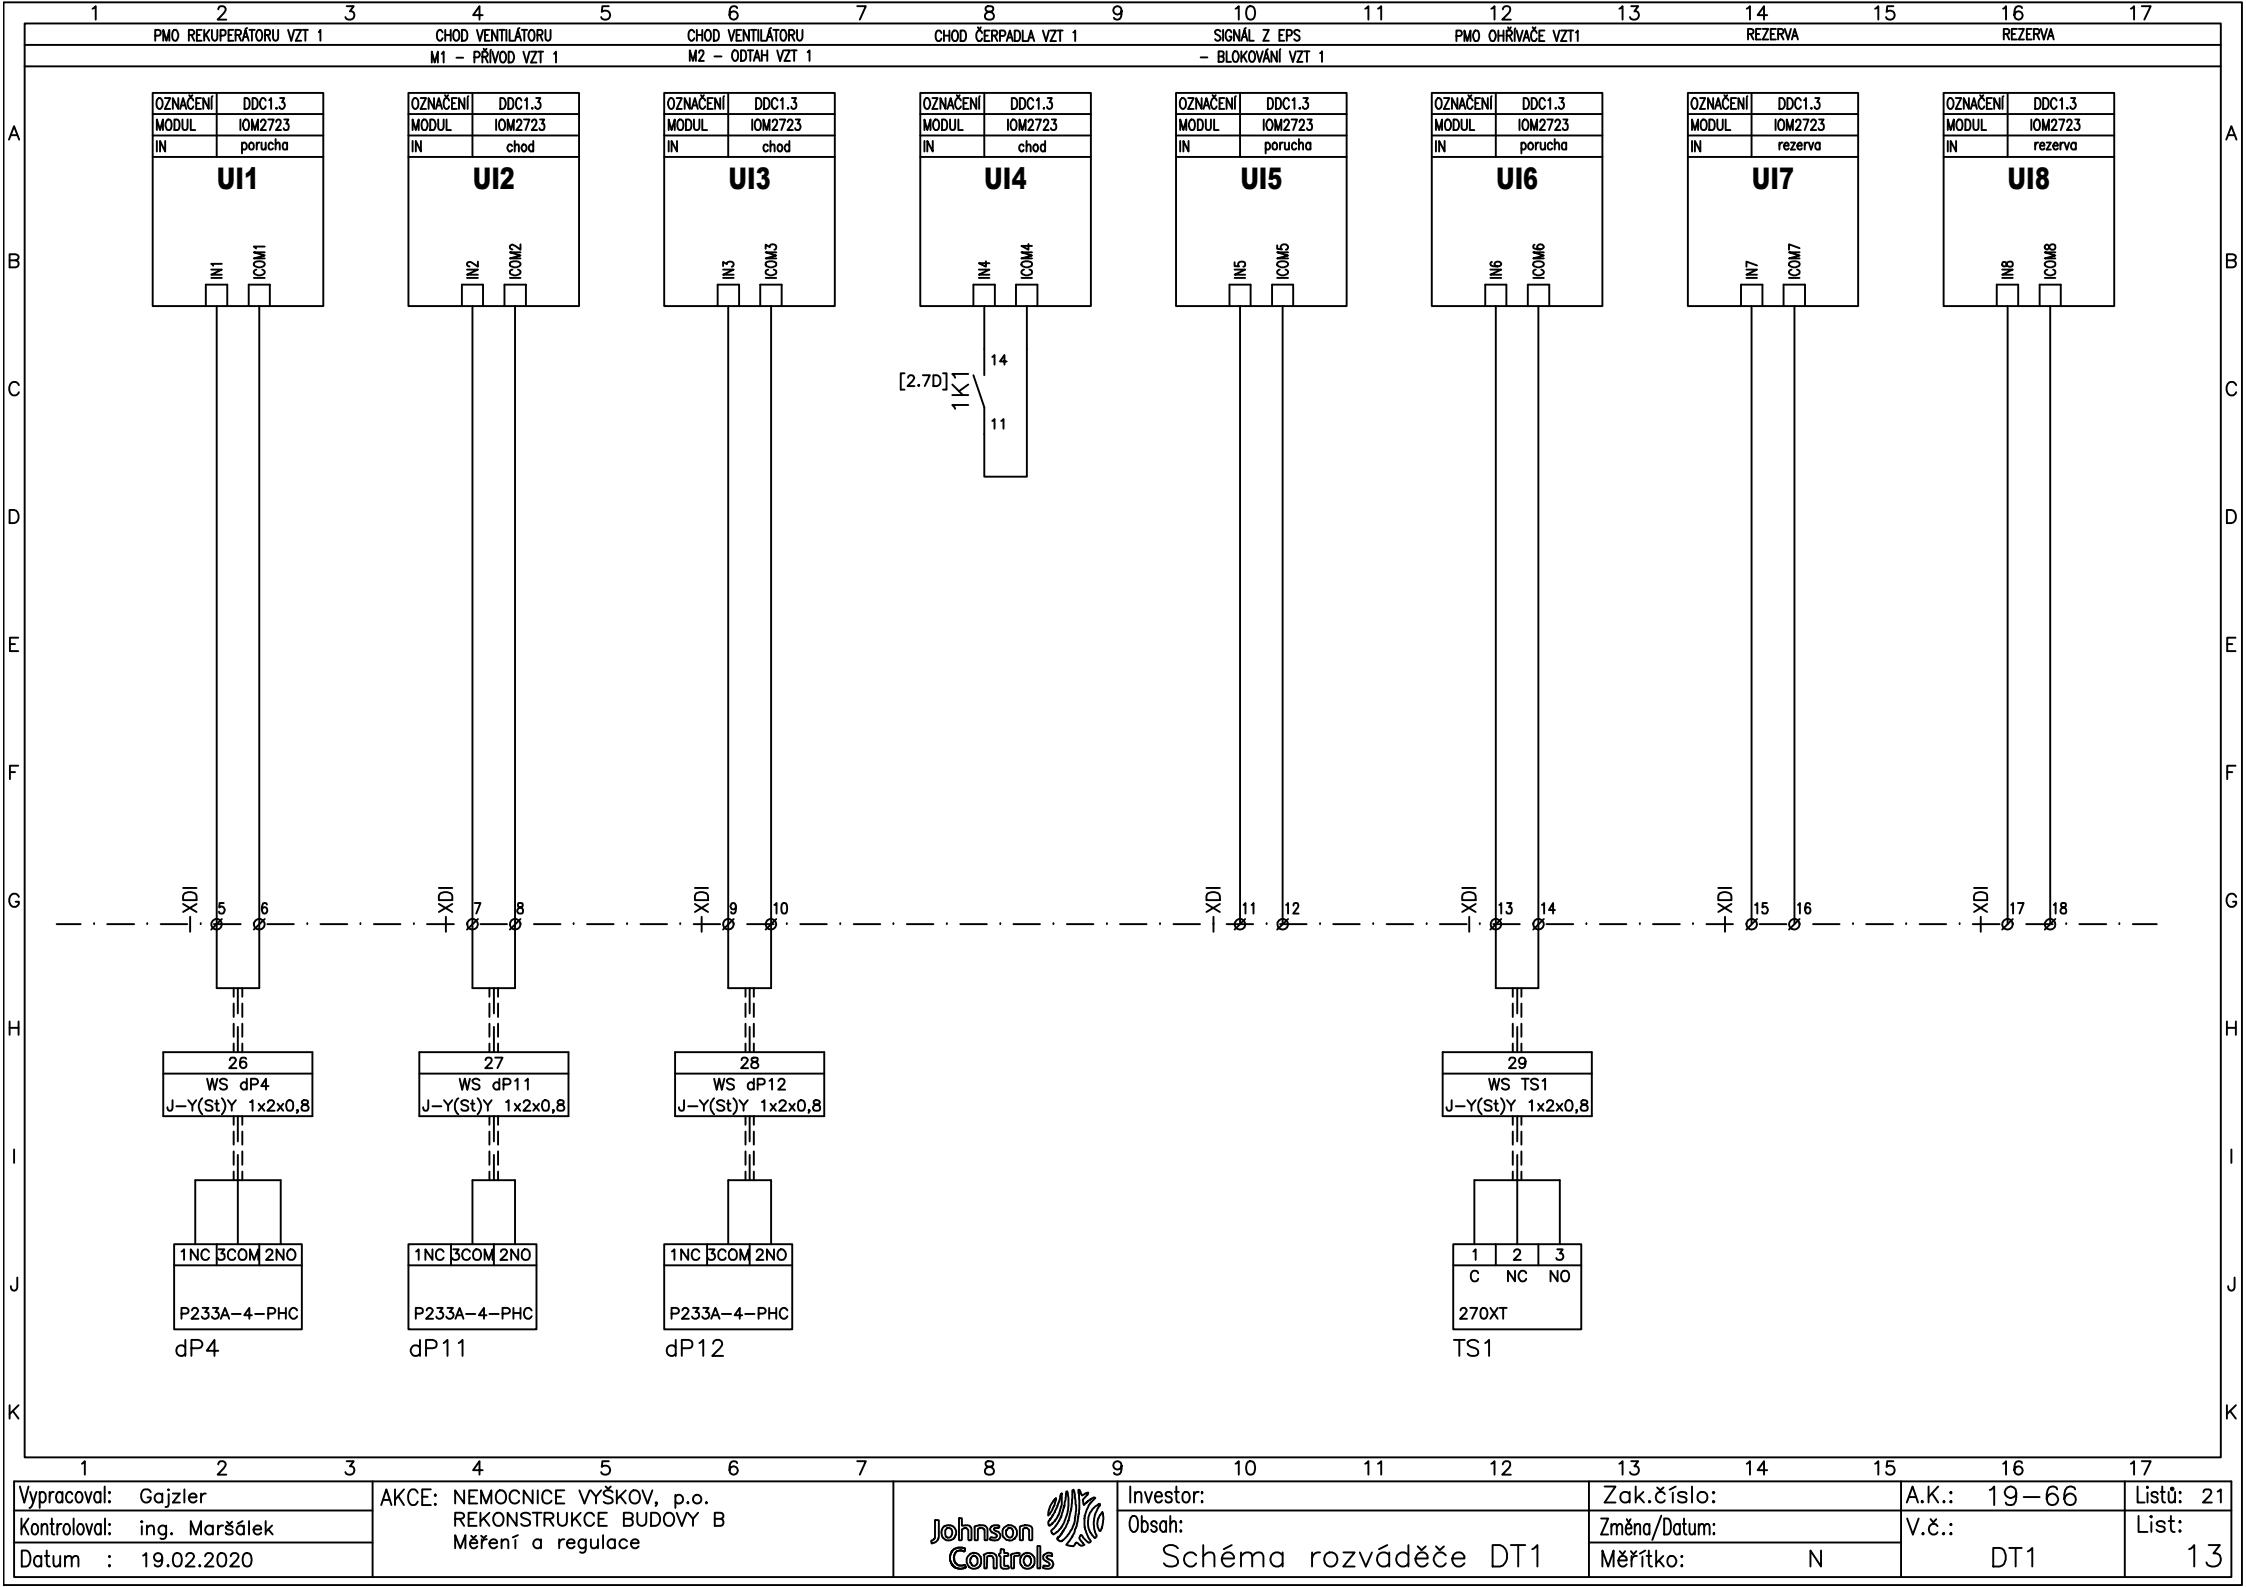 1 2 3 4 5 6 7 8 9 10 11 12 13 14 15 16 17
PMO REKUPERÁTORU VZT 1 CHOD VENTILÁTORU CHOD VENTILÁTORU CHOD ČERPADLA VZT 1 SIGNÁL Z EPS PMO OHŘÍVAČE VZT1 REZERVA REZERVA
M1 – PŘÍVOD VZT 1 M2 – ODTAH VZT 1 – BLOKOVÁNÍ VZT 1
OZNAČENÍ DDC1.3 OZNAČENÍ DDC1.3 OZNAČENÍ DDC1.3 OZNAČENÍ DDC1.3 OZNAČENÍ DDC1.3 OZNAČENÍ DDC1.3 OZNAČENÍ DDC1.3 OZNAČENÍ DDC1.3
A MODUL IOM2723 MODUL IOM2723 MODUL IOM2723 MODUL IOM2723 MODUL IOM2723 MODUL IOM2723 MODUL IOM2723 MODUL IOM2723 A
IN porucha IN chod IN chod IN chod IN porucha IN porucha IN rezerva IN rezerva
UI1 UI2 UI3 UI4 UI5 UI6 UI7 UI8
B IN1 ICOM1 IN2 ICOM2 IN3 ICOM3 IN4 ICOM4 IN5 ICOM5 IN6 ICOM6 IN7 ICOM7 IN8 ICOM8 B
14
C [2.7D] 1K1 C
11
D D
E E
F F
G XDI 5 6 XDI 7 8 XDI 9 10 XDI 11 12 XDI 13 14 XDI 15 16 XDI 17 18 G
H H
26 27 28 29
WS dP4 WS dP11 WS dP12 WS TS1
J–Y(St)Y 1x2x0,8 J–Y(St)Y 1x2x0,8 J–Y(St)Y 1x2x0,8 J–Y(St)Y 1x2x0,8
I I
1NC 3COM 2NO 1NC 3COM 2NO 1NC 3COM 2NO 1 2 3
J C NC NO J
P233A–4–PHC P233A–4–PHC P233A–4–PHC 270XT
dP4 dP11 dP12 TS1
K K
1 2 3 4 5 6 7 8 9 10 11 12 13 14 15 16 17
Vypracoval: Gajzler
Kontroloval: ing. Maršálek
Datum : 19.02.2020
AKCE: NEMOCNICE VYŠKOV, p.o.
REKONSTRUKCE BUDOVY B
Měření a regulace
Johnson
Controls
Investor:
Obsah:
Schéma rozváděče DT1
Zak.číslo:
Změna/Datum:
Měřítko: N
A.K.: 19–66
V.č.:
DT1
Listů: 21
List:
13